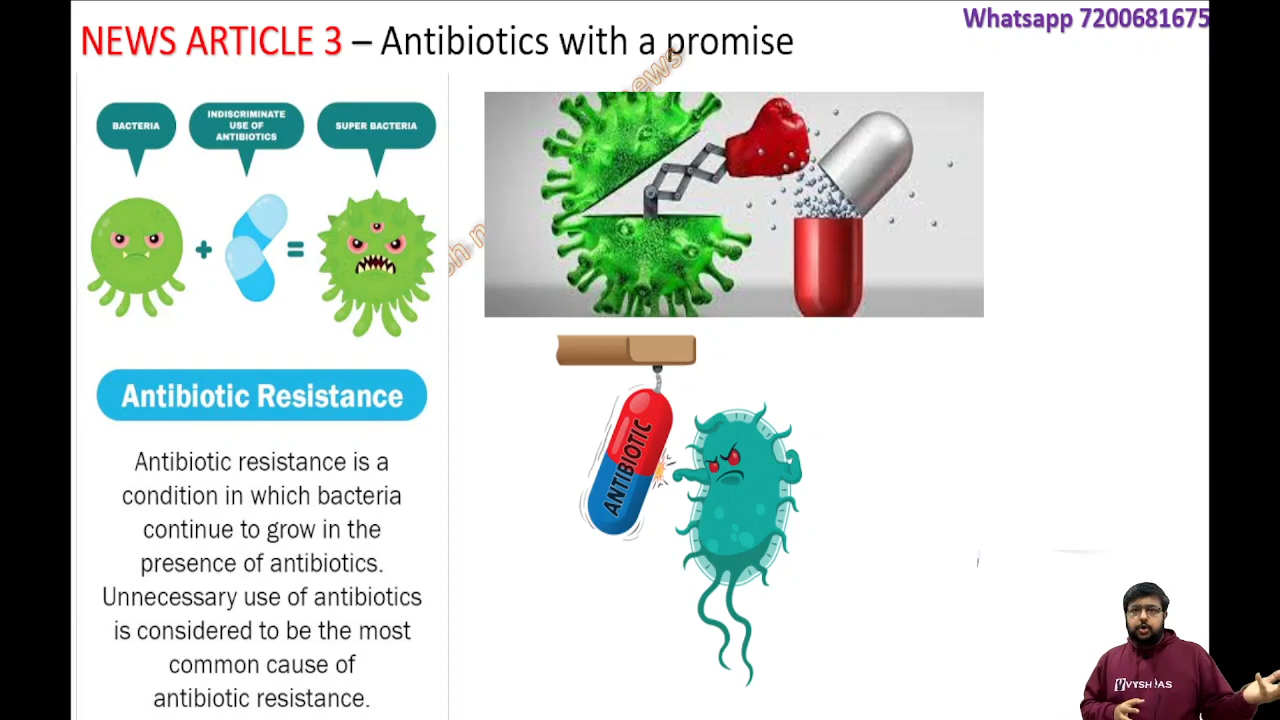 Whatsapp 7200681675
NEWS ARTICLE 3 – Antibiotics with a promise
BACTERIA
INDISCRIMINATE
USE OF
ANTIBIOTICS
SUPER BACTERIA
Antibiotic Resistance
Antibiotic resistance is a
condition in which bacteria
continue to grow in the
presence of antibiotics.
Unnecessary use of antibiotics
is considered to be the most
common cause of
antibiotic resistance.
ANTIBIOTIC